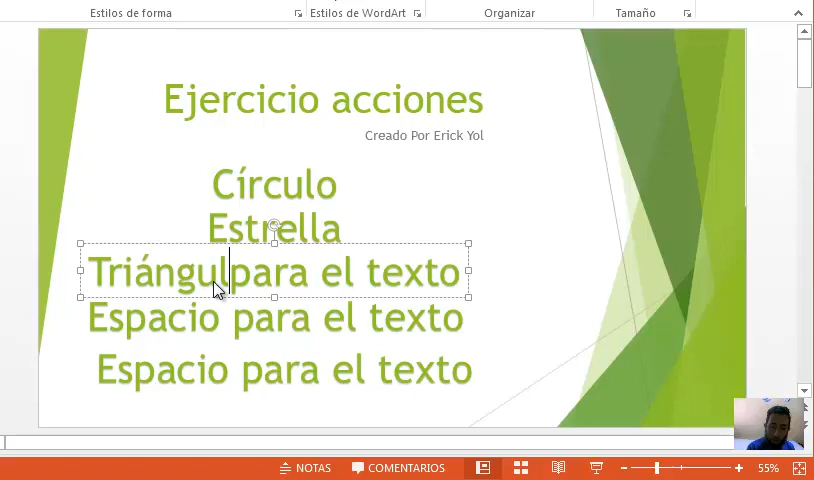 Estilos de forma
Estilos de WordArt
Organizar
Tamaño
Ejercicio acciones
Creado Por Erick Yol
Círculo
Estrella
Triángulpara el texto
Espacio para el texto
Espacio para el texto
NOTAS
COMENTARIOS
55%